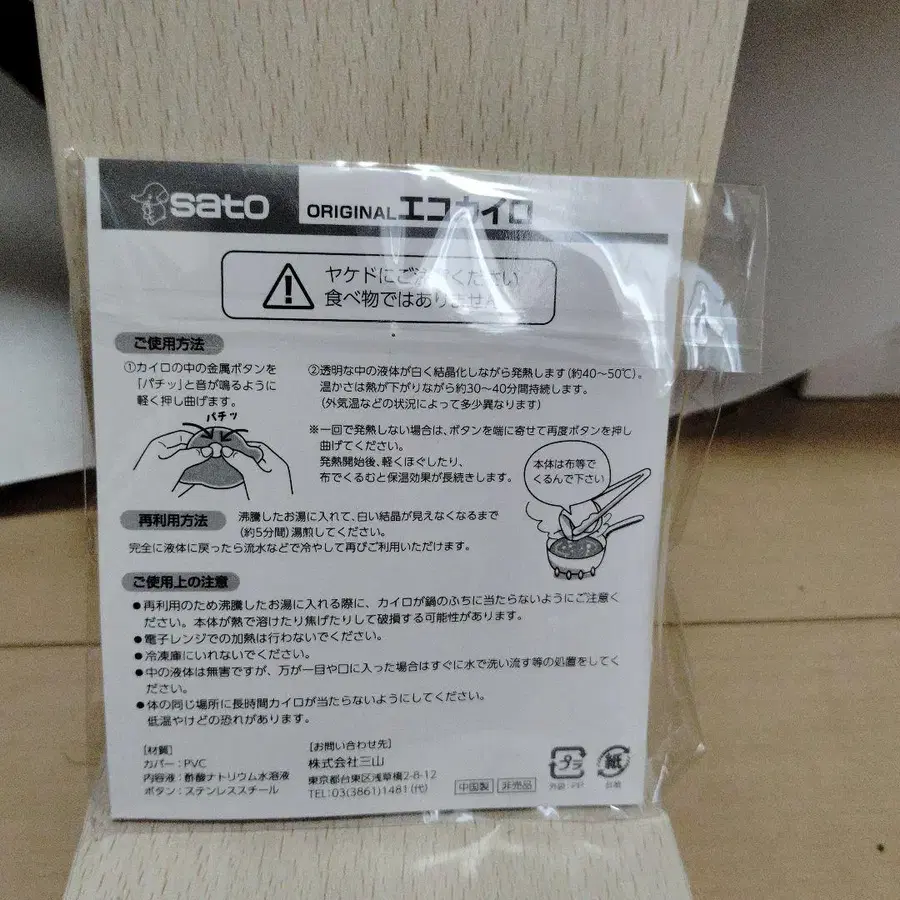 sato
ORIGINAL エコカイロ
ヤケドにご注意ください
食べ物ではありません
ご使用方法
①カイロの中の金属ボタンを
「パチッ」と音が鳴るように
軽く押し曲げます。
パチッ
②透明な中の液体が白く結晶化しながら発熱します(約40〜50℃)。
温かさは熱が下がりながら約30〜40分間持続します。
(外気温などの状況によって多少異なります)
※一回で発熱しない場合は、ボタンを端に寄せて再度ボタンを押し
曲げてください。
発熱開始後、軽くほぐしたり、
布でくるむと保温効果が長続きします。
本体は布等で
くるんで下さい
再利用方法
沸騰したお湯に入れて、白い結晶が見えなくなるまで
(約5分間)湯煎してください。
完全に液体に戻ったら流水などで冷やして再びご利用いただけます。
ご使用上の注意
●再利用のため沸騰したお湯に入れる際に、カイロが鍋のふちに当たらないようにご注意く
ださい。本体が熱で溶けたり焦げたりして破損する可能性があります。
●電子レンジでの加熱は行わないでください。
●冷凍庫にいれないでください。
●中の液体は無害ですが、万が一目や口に入った場合はすぐに水で洗い流す等の処置をしてく
ださい。
●体の同じ場所に長時間カイロが当たらないようにしてください。
低温やけどの恐れがあります。
[材質]
カバー:PVC
内容液:酢酸ナトリウム水溶液
ボタン:ステンレススチール
[お問い合わせ先]
株式会社三山
東京都台東区浅草橋2-8-12
TEL:03(3861)1481(代)
中国製 非売品
プラ
外袋:PP
紙
台紙